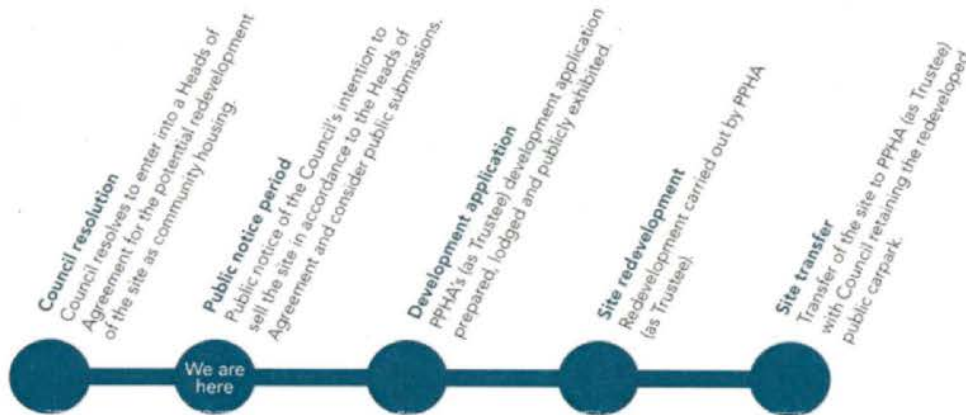 Council resolution
Council resolves to enter into a Heads of
Agreement for the potential redevelopment
of the site as community housing.
Public notice period
Public notice of the Council's intention to
sell the site in accordance to the Heads of
Agreement and consider public submissions.
Development application
PPHA's (as Trustee) development application
prepared, lodged and publicly exhibited.
Site redevelopment
Redevelopment carried out by PPHA
(as Trustee).
Site transfer
Transfer of the site to PPHA (as Trustee)
with Council retaining the redeveloped
public carpark.
We are
here